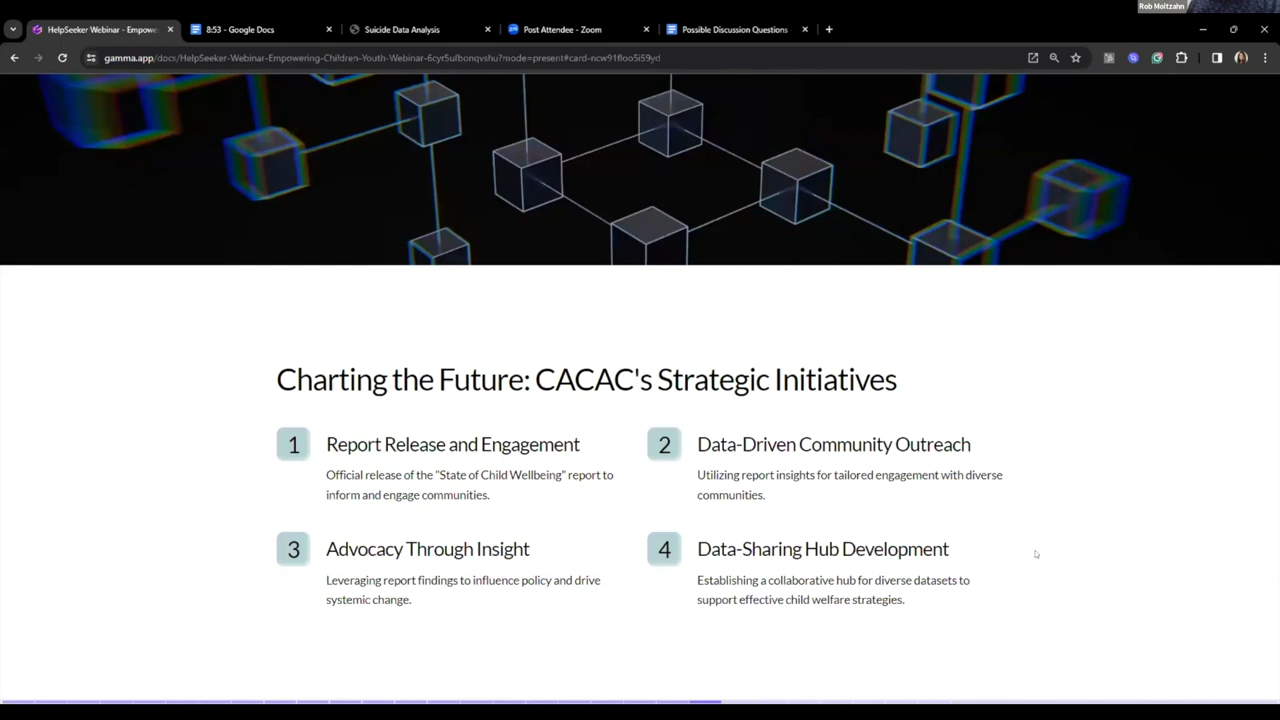 Rob Moltzahn
HelpSeeker Webinar - Empowe
8:53 - Google Docs
Suicide Data Analysis
Post Attendee - Zoom
Possible Discussion Questions
gamma.app/docs/HelpSeeker-Webinar-Empowering-Children-Youth-Webinar-6cyr5ufbonqvshu?mode=present#card-ncw91floo5i59yd
Charting the Future: CACAC's Strategic Initiatives
1 Report Release and Engagement
Official release of the "State of Child Wellbeing" report to
inform and engage communities.
2 Data-Driven Community Outreach
Utilizing report insights for tailored engagement with diverse
communities.
3 Advocacy Through Insight
Leveraging report findings to influence policy and drive
systemic change.
4 Data-Sharing Hub Development
Establishing a collaborative hub for diverse datasets to
support effective child welfare strategies.